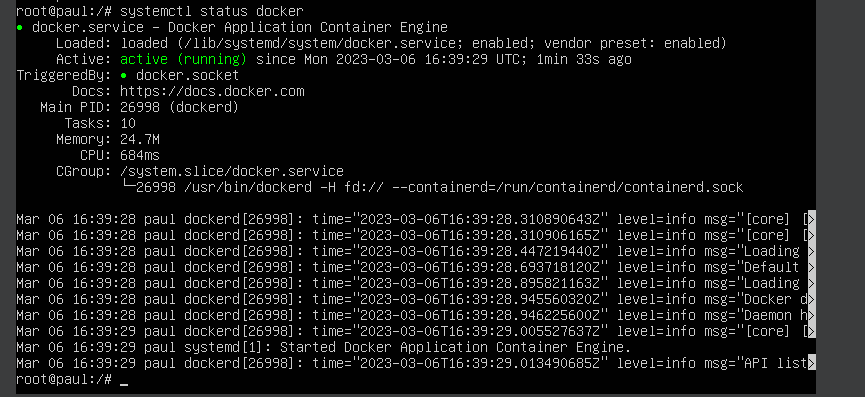 root@paul:/# systemctl status docker
● docker.service - Docker Application Container Engine
     Loaded: loaded (/lib/systemd/system/docker.service; enabled; vendor preset: enabled)
     Active: active (running) since Mon 2023-03-06 16:39:29 UTC; 1min 33s ago
TriggeredBy: ● docker.socket
       Docs: https://docs.docker.com
   Main PID: 26998 (dockerd)
      Tasks: 10
     Memory: 24.7M
        CPU: 684ms
     CGroup: /system.slice/docker.service
             └─26998 /usr/bin/dockerd -H fd:// --containerd=/run/containerd/containerd.sock
Mar 06 16:39:28 paul dockerd[26998]: time="2023-03-06T16:39:28.310890643Z" level=info msg="[core] [>
Mar 06 16:39:28 paul dockerd[26998]: time="2023-03-06T16:39:28.310906165Z" level=info msg="[core] [>
Mar 06 16:39:28 paul dockerd[26998]: time="2023-03-06T16:39:28.447219440Z" level=info msg="Loading >
Mar 06 16:39:28 paul dockerd[26998]: time="2023-03-06T16:39:28.693718120Z" level=info msg="Default >
Mar 06 16:39:28 paul dockerd[26998]: time="2023-03-06T16:39:28.895821163Z" level=info msg="Loading >
Mar 06 16:39:28 paul dockerd[26998]: time="2023-03-06T16:39:28.945560320Z" level=info msg="Docker d>
Mar 06 16:39:28 paul dockerd[26998]: time="2023-03-06T16:39:28.946225600Z" level=info msg="Daemon h>
Mar 06 16:39:29 paul dockerd[26998]: time="2023-03-06T16:39:29.005527637Z" level=info msg="[core] [>
Mar 06 16:39:29 paul systemd[1]: Started Docker Application Container Engine.
Mar 06 16:39:29 paul dockerd[26998]: time="2023-03-06T16:39:29.013490685Z" level=info msg="API list>
root@paul:/# _